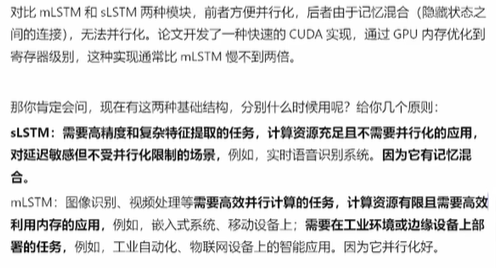 对比 mLSTM 和 sLSTM 两种模块，前者方便并行化，后者由于记忆混合（隐藏状态之
间的连接），无法并行化。论文开发了一种快速的 CUDA 实现，通过 GPU 内存优化到
寄存器级别，这种实现通常比 mLSTM 慢不到两倍。
那你肯定会问，现在有这两种基础结构，分别什么时候用呢？给你几个原则：
sLSTM：需要高精度和复杂特征提取的任务，计算资源充足且不需要并行化的应用，
对延迟敏感但不受并行化限制的场景，例如，实时语音识别系统。因为它有记忆混
合。
mLSTM：图像识别、视频处理等需要高效并行计算的任务，计算资源有限且需要高效
利用内存的应用，例如，嵌入式系统、移动设备上；需要在工业环境或边缘设备上部
署的任务，例如，工业自动化、物联网设备上的智能应用。因为它并行化好。